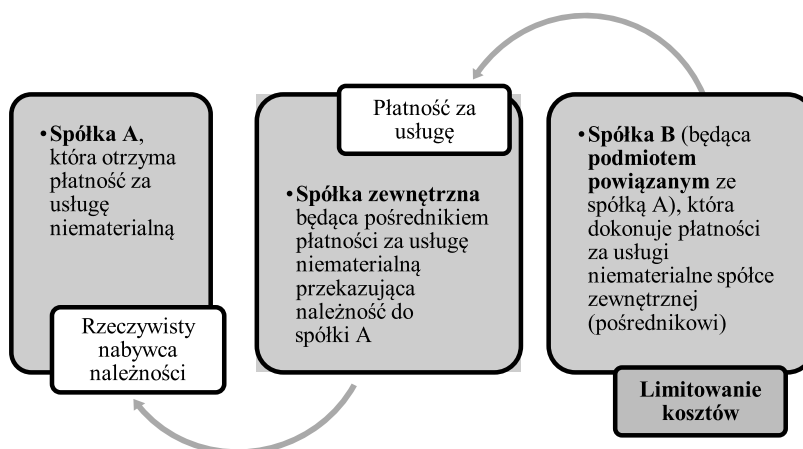 •Spółka A,
która otrzyma
płatność za
usługę
niematerialną
Rzeczywisty
nabywca
należności
Płatność za
usługę
•Spółka zewnętrzna
będąca pośrednikiem
płatności za usługę
niematerialną
przekazująca
należność do
spółki A
•Spółka B (będąca
podmiotem
powiązanym ze
spółką A), która
dokonuje płatności
za usługi
niematerialne spółce
zewnętrznej
(pośrednikowi)
Limitowanie
kosztów